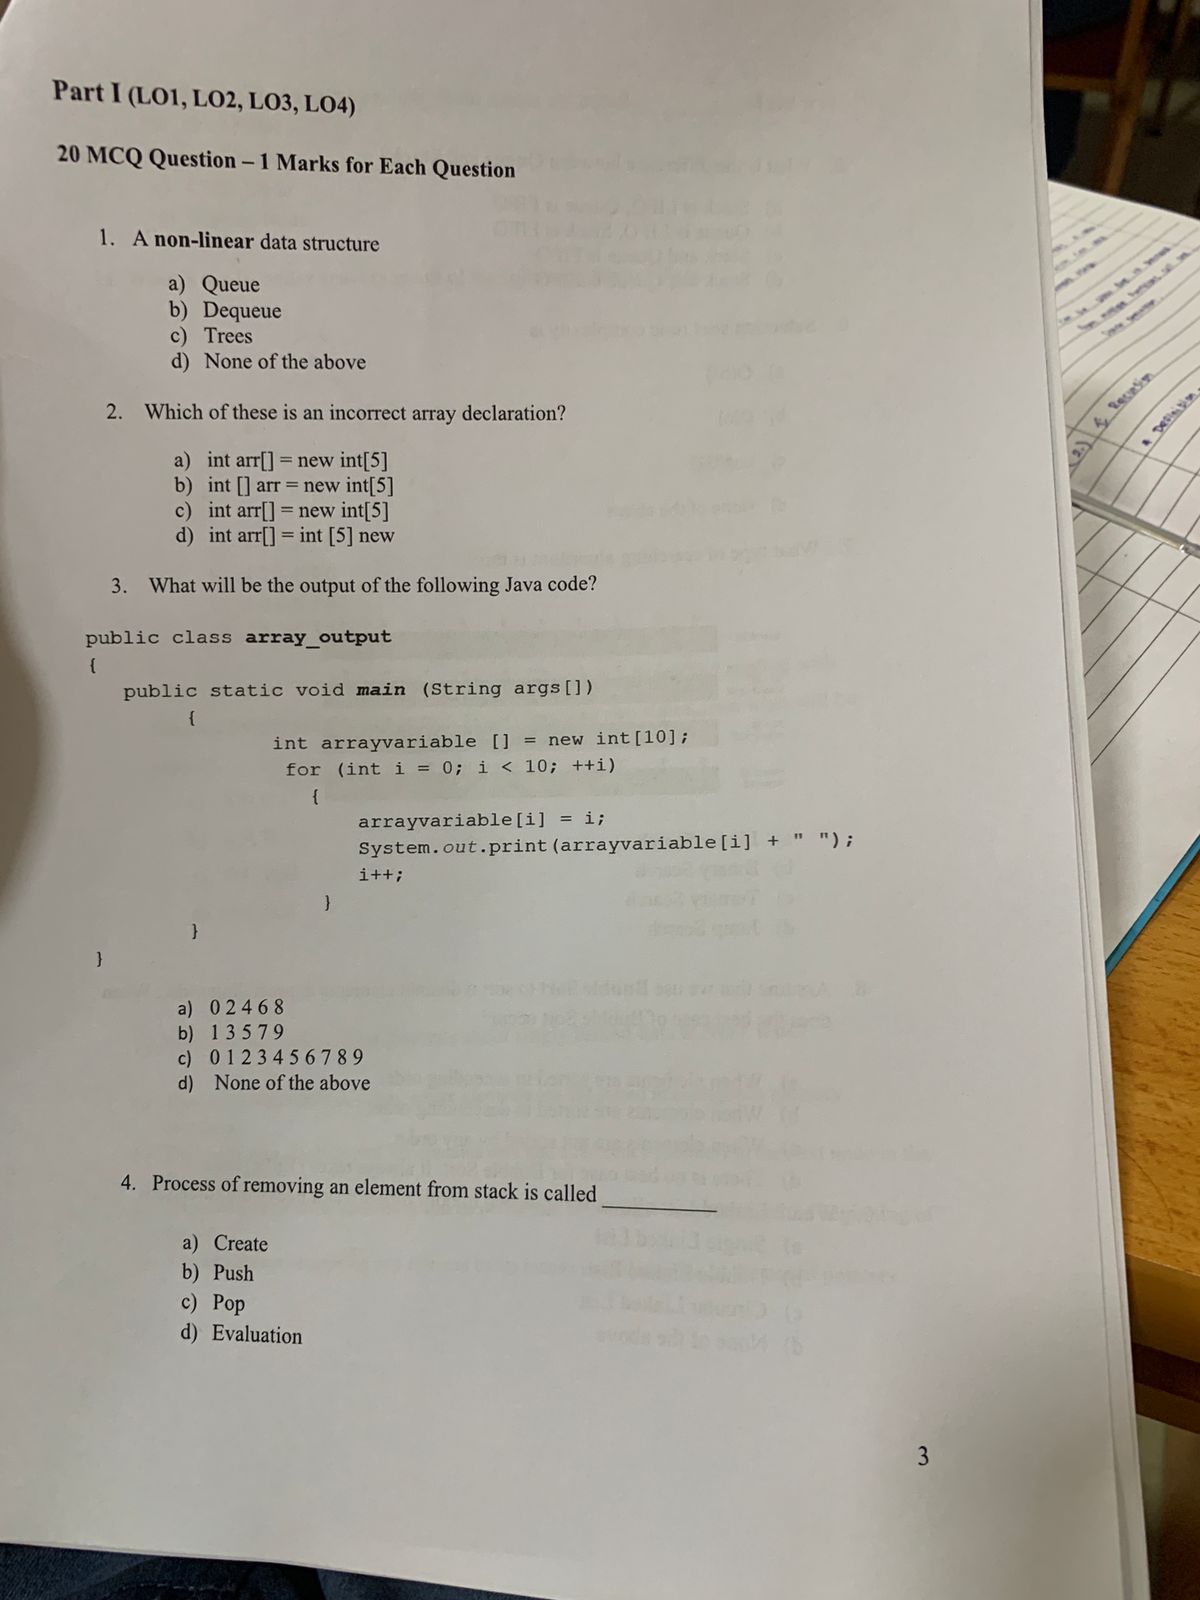 Part I (LO1, LO2, LO3, LO4)
20 MCQ Question – 1 Marks for Each Question
1. A non-linear data structure
a) Queue
b) Dequeue
c) Trees
d) None of the above
2. Which of these is an incorrect array declaration?
a) int arr[] = new int[5]
b) int [] arr = new int[5]
c) int arr[] = new int[5]
d) int arr[] = int [5] new
3. What will be the output of the following Java code?
public class array_output
{
public static void main (String args[])
{
int arrayvariable [] = new int[10];
for (int i = 0; i < 10; ++i)
{
arrayvariable[i] = i;
System.out.print(arrayvariable[i] + " ");
i++;
}
}
}
a) 0 2 4 6 8
b) 1 3 5 7 9
c) 0 1 2 3 4 5 6 7 8 9
d) None of the above
4. Process of removing an element from stack is called ____________
a) Create
b) Push
c) Pop
d) Evaluation
3
Recursion
Definition